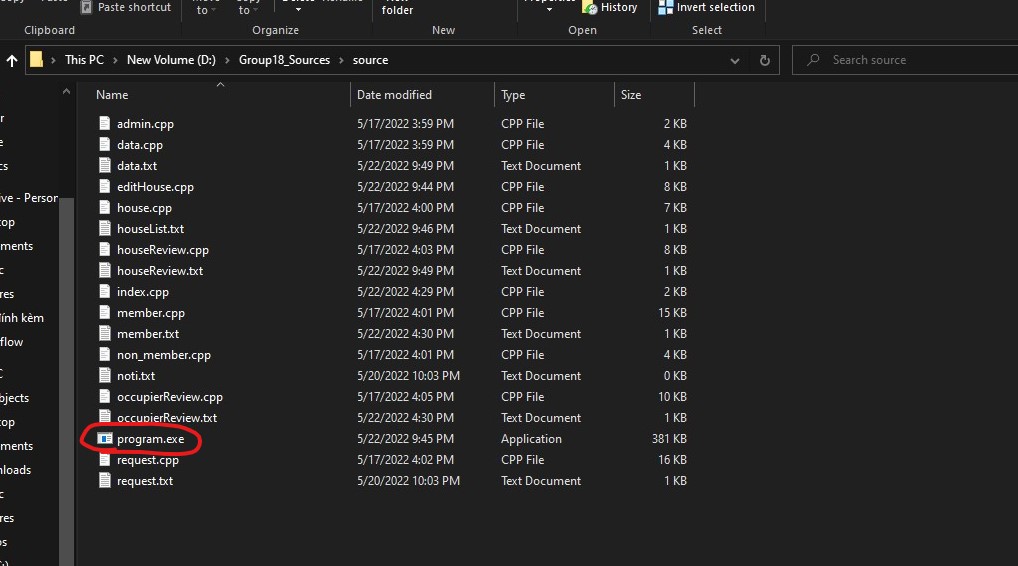 Paste shortcut
to
to
folder
History
Invert selection
Clipboard
Organize
New
Open
Select
This PC
New Volume (D:)
Group18_Sources
source
Search source
Name
Date modified
Type
Size
admin.cpp 5/17/2022 3:59 PM CPP File 2 KB
data.cpp 5/17/2022 3:59 PM CPP File 4 KB
data.txt 5/22/2022 9:49 PM Text Document 1 KB
editHouse.cpp 5/22/2022 9:44 PM CPP File 8 KB
house.cpp 5/17/2022 4:00 PM CPP File 7 KB
houseList.txt 5/22/2022 9:46 PM Text Document 1 KB
houseReview.cpp 5/17/2022 4:03 PM CPP File 8 KB
houseReview.txt 5/22/2022 9:49 PM Text Document 1 KB
index.cpp 5/22/2022 4:29 PM CPP File 2 KB
member.cpp 5/17/2022 4:01 PM CPP File 15 KB
member.txt 5/22/2022 4:30 PM Text Document 1 KB
non_member.cpp 5/17/2022 4:01 PM CPP File 4 KB
noti.txt 5/20/2022 10:03 PM Text Document 0 KB
occupierReview.cpp 5/17/2022 4:05 PM CPP File 10 KB
occupierReview.txt 5/22/2022 4:30 PM Text Document 1 KB
program.exe 5/22/2022 9:45 PM Application 381 KB
request.cpp 5/17/2022 4:02 PM CPP File 16 KB
request.txt 5/20/2022 10:03 PM Text Document 1 KB
r
e
cs
ive - Person
top
ments
c
res
đính kèm
flow
C
bjects
top
ments
nloads
c
res
os